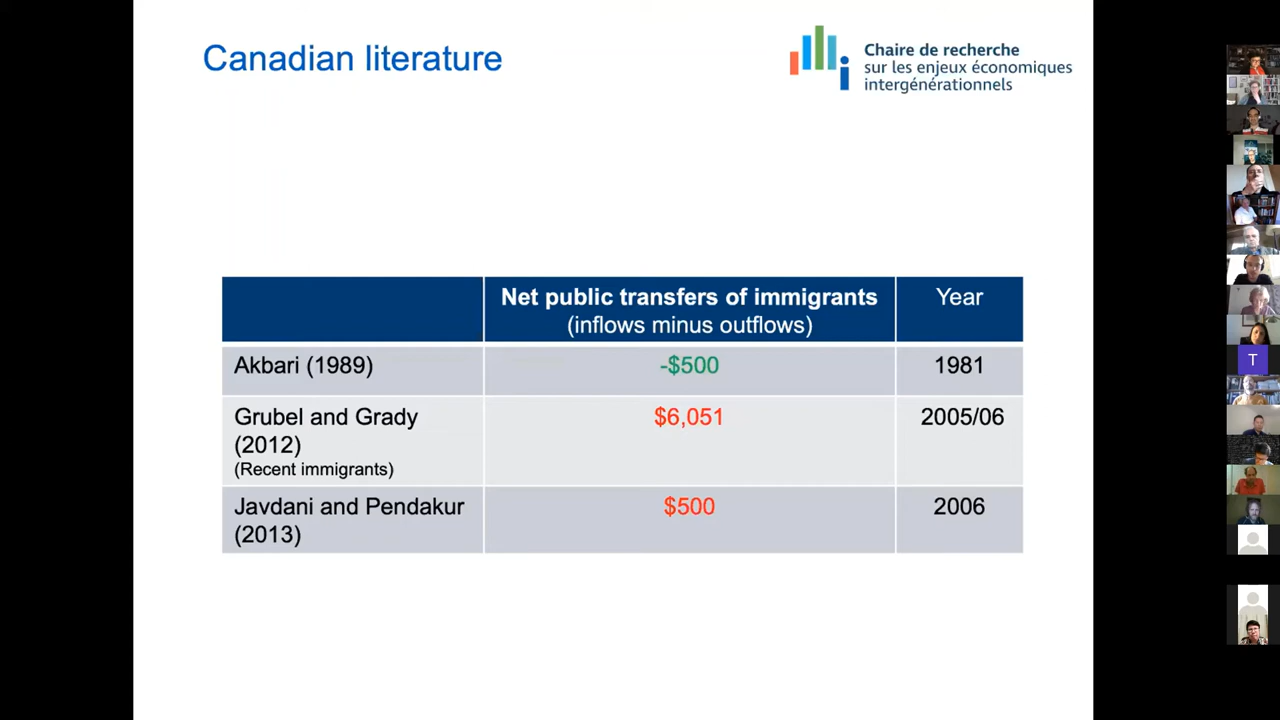 Canadian literature
Chaire de recherche
sur les enjeux économiques
intergénérationnels
Net public transfers of immigrants
(inflows minus outflows)
Year
Akbari (1989)
-$500
1981
Grubel and Grady
(2012)
(Recent immigrants)
$6,051
2005/06
Javdani and Pendakur
(2013)
$500
2006
T